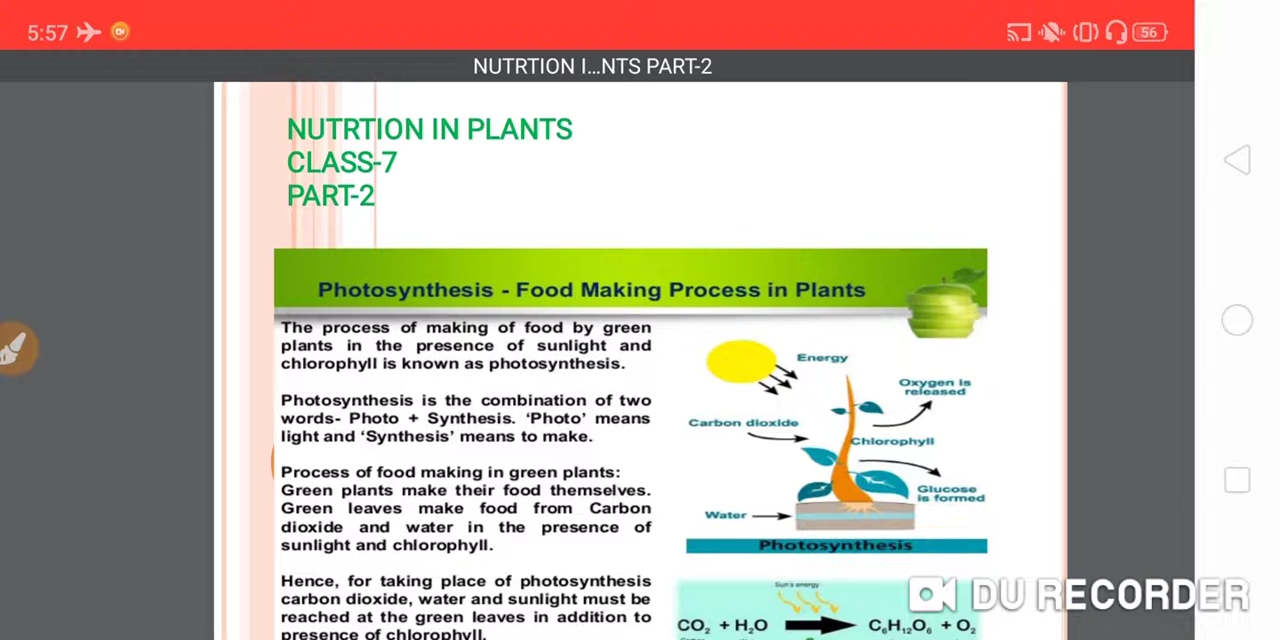 5:57
56
NUTRTION I...NTS PART-2
NUTRTION IN PLANTS
CLASS-7
PART-2
Photosynthesis - Food Making Process in Plants
The process of making of food by green
plants in the presence of sunlight and
chlorophyll is known as photosynthesis.
Photosynthesis is the combination of two
words- Photo + Synthesis. ‘Photo’ means
light and ‘Synthesis’ means to make.
Process of food making in green plants:
Green plants make their food themselves.
Green leaves make food from Carbon
dioxide and water in the presence of
sunlight and chlorophyll.
Hence, for taking place of photosynthesis
carbon dioxide, water and sunlight must be
reached at the green leaves in addition to
presence of chlorophyll.
Energy
Oxygen is
released
Carbon dioxide
Chlorophyll
Glucose
is formed
Water
Photosynthesis
Sun's energy
CO₂ + H₂O
C₆H₁₂O₆ + O₂
DU RECORDER